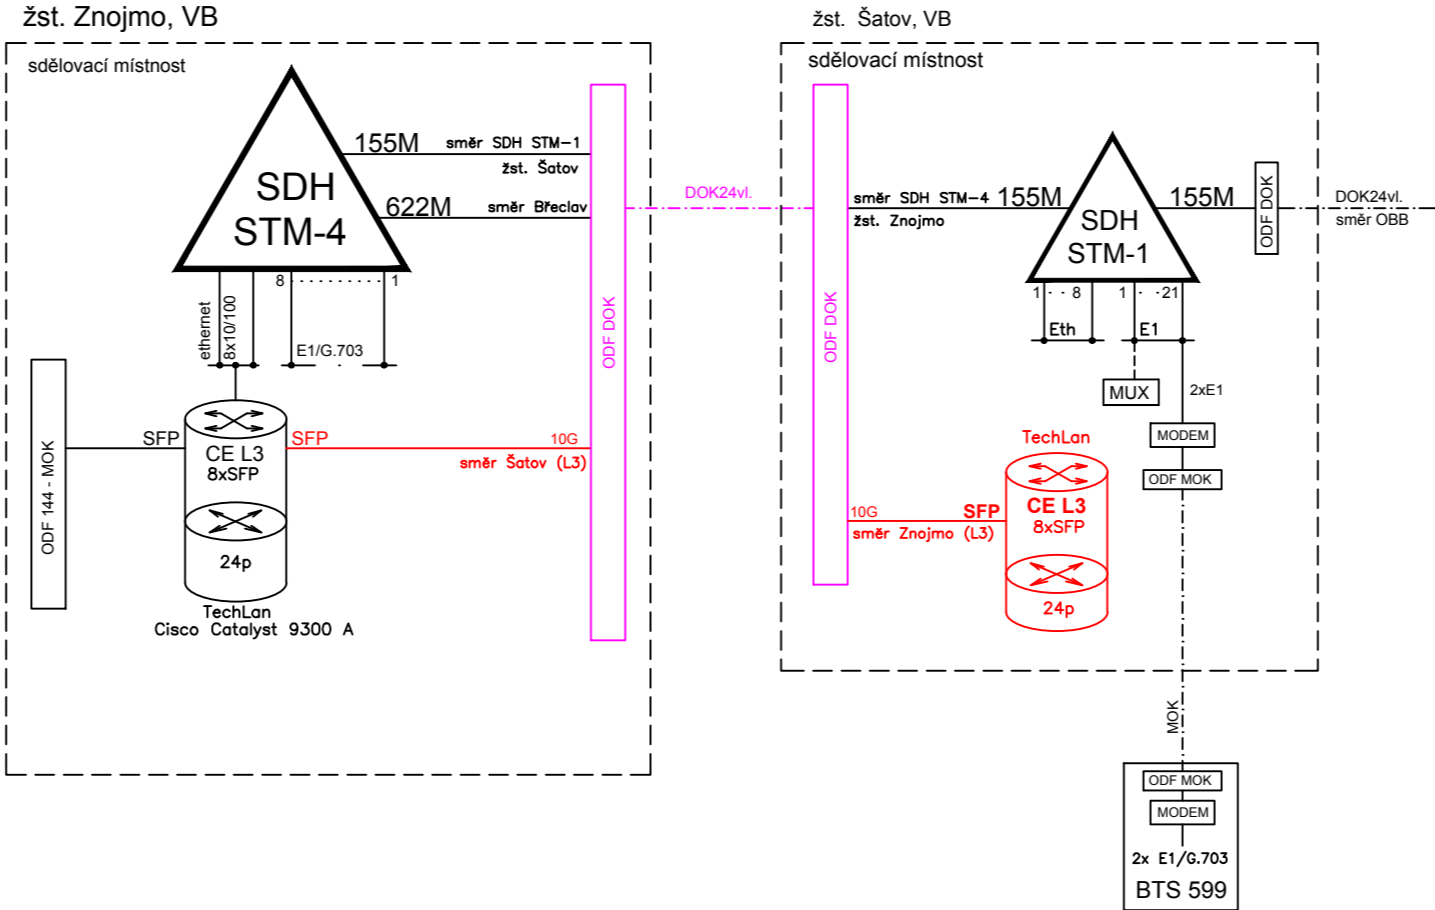 žst. Znojmo, VB
sdělovací místnost
SDH
STM-4
155M
směr SDH STM-1
žst. Šatov
622M
směr Břeclav
8 . . . . . . . . . . 1
ethernet
8x10/100
E1/G.703
ODF 144 - MOK
SFP
CE L3
8xSFP
24p
TechLan
Cisco Catalyst 9300 A
SFP
10G
směr Šatov (L3)
ODF DOK
DOK24vl.
žst. Šatov, VB
sdělovací místnost
ODF DOK
směr SDH STM-4
žst. Znojmo
155M
SDH
STM-1
155M
ODF DOK
DOK24vl.
směr OBB
1 . . 8
1 . . 21
Eth
E1
MUX
2xE1
MODEM
ODF MOK
TechLan
10G
SFP
směr Znojmo (L3)
CE L3
8xSFP
24p
MOK
ODF MOK
MODEM
2x E1/G.703
BTS 599